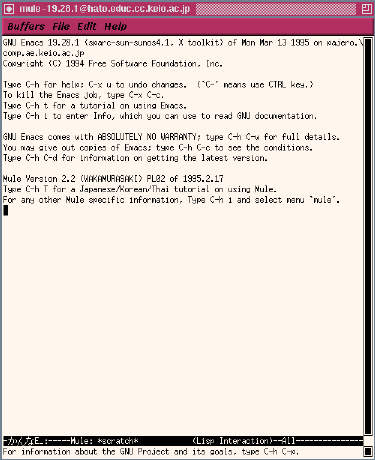 mule-19.28.1@hato.educ.cc.keio.ac.jp
Buffers File Edit Help
GNU Emacs 19.28.1 (sparc-sun-sunos4.1, X toolkit) of Mon Mar 13 1995 on majero.\
comp.ae.keio.ac.jp
Copyright (C) 1994 Free Software Foundation, Inc.
Type C-h for help; C-x u to undo changes.  (`C-' means use CTRL key.)
To kill the Emacs job, type C-x C-c.
Type C-h t for a tutorial on using Emacs.
Type C-h i to enter Info, which you can use to read GNU documentation.
GNU Emacs comes with ABSOLUTELY NO WARRANTY; type C-h C-w for full details.
You may give out copies of Emacs; type C-h C-c to see the conditions.
Type C-h C-d for information on getting the latest version.
Mule Version 2.2 (WAKAMURASAKI) PL02 of 1995.2.17
Type C-h T for a Japanese/Korean/Thai tutorial on using Mule.
For any other Mule specific information, Type C-h i and select menu `mule'.
-かんなE.:-----Mule: *scratch* (Lisp Interaction)--All---------------
For information about the GNU Project and its goals, type C-h C-p.